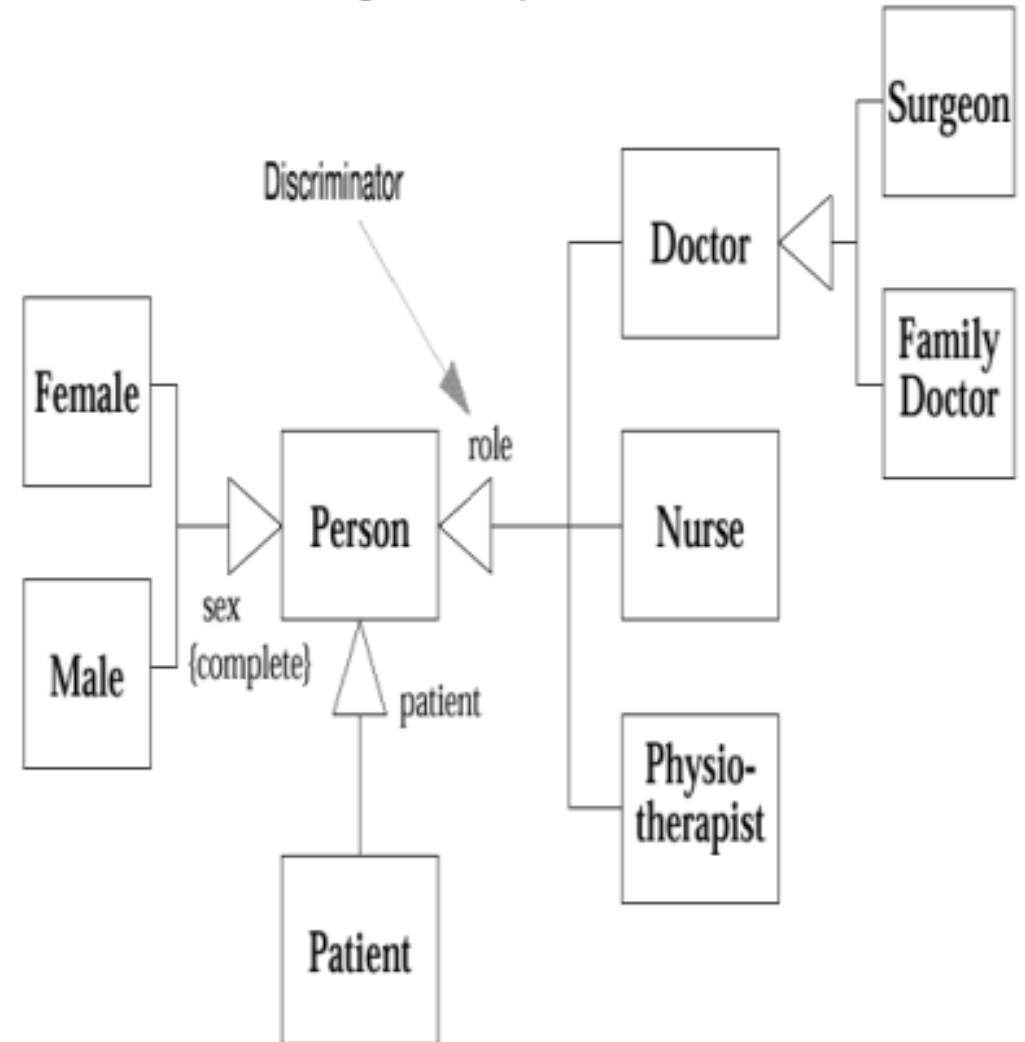 Surgeon
Discriminator
Doctor
Female
Family
Doctor
role
Person
Nurse
sex
{complete}
Male
patient
Physio-
therapist
Patient